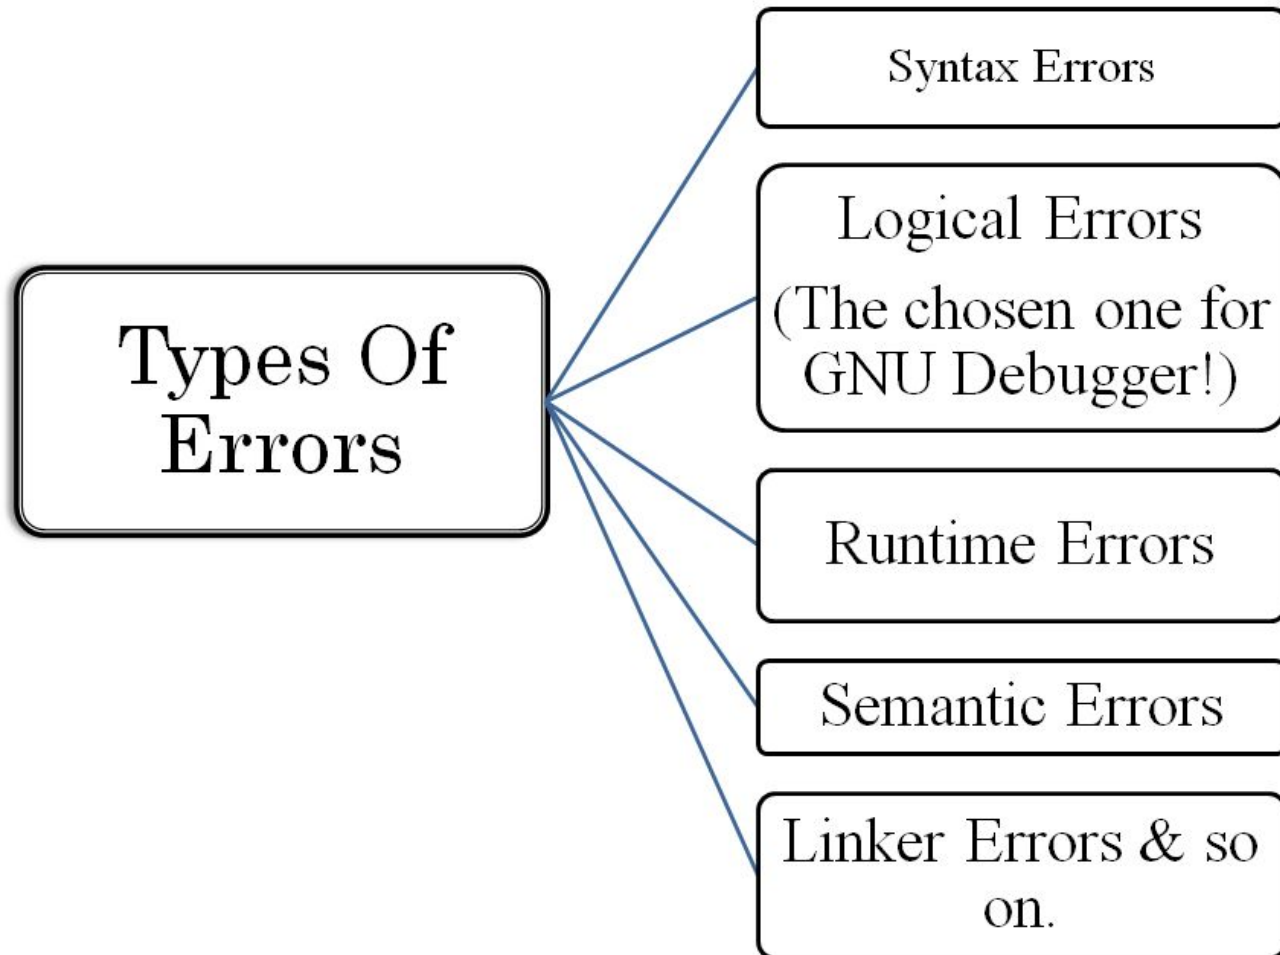 Types Of
Errors
Syntax Errors
Logical Errors
(The chosen one for
GNU Debugger!)
Runtime Errors
Semantic Errors
Linker Errors & so
on.